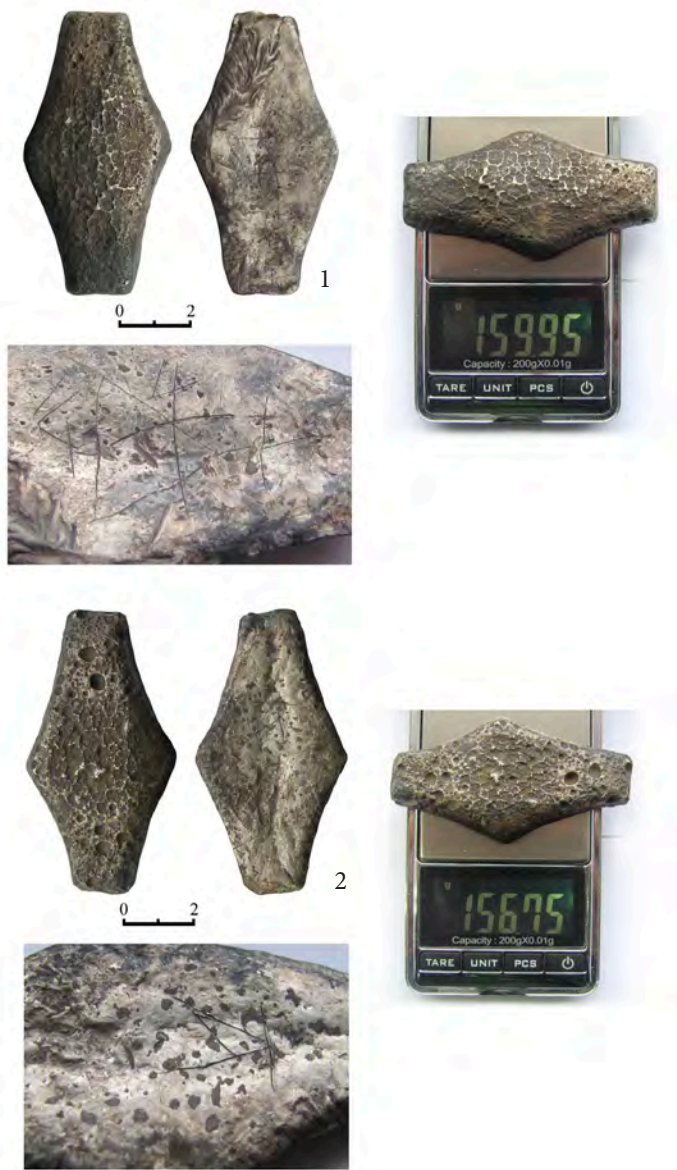 1
0 2
g 15995
Capacity : 200gX0.01g
TARE UNIT PCS
2
0 2
g 15675
Capacity : 200gX0.01g
TARE UNIT PCS